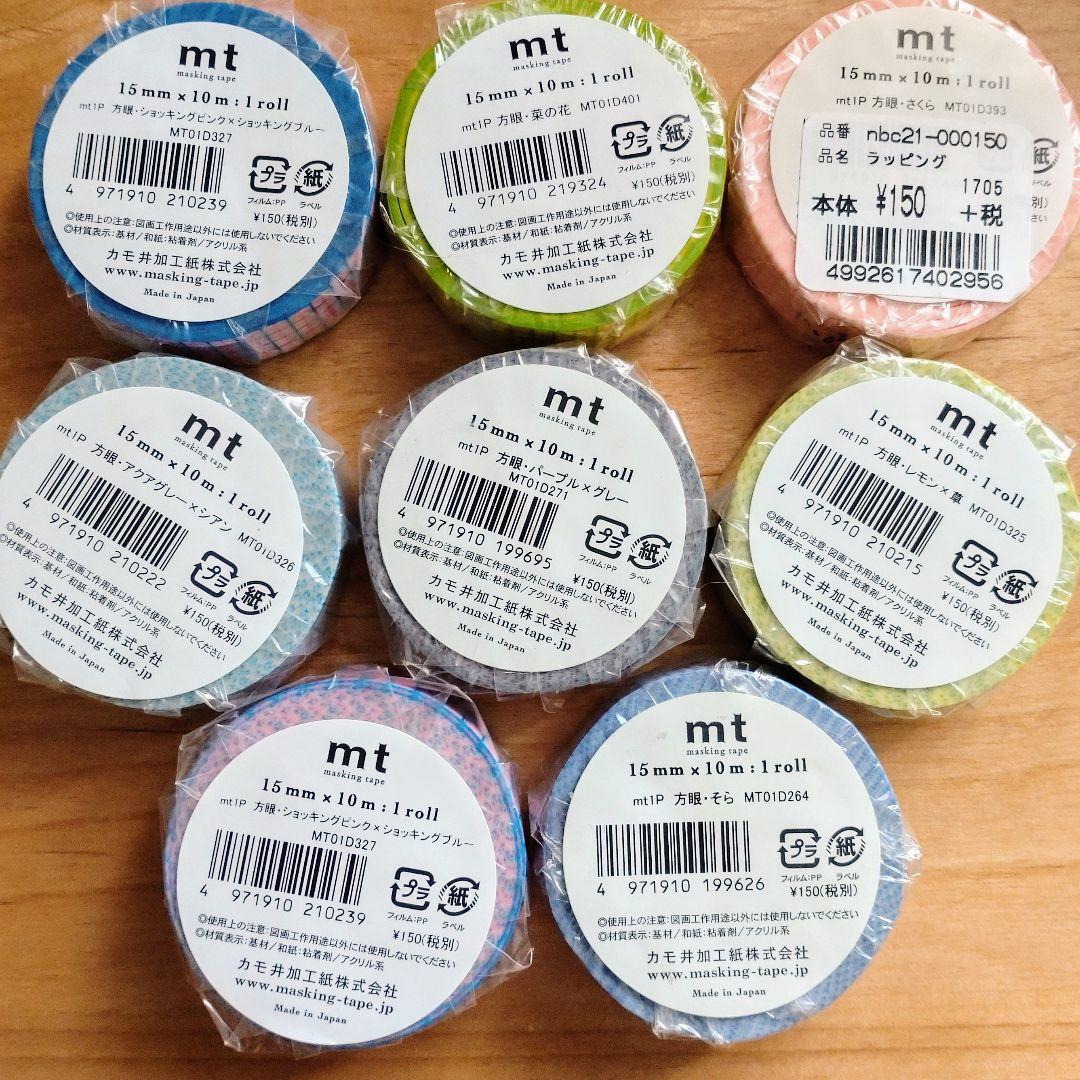 mt
masking tape
15mm×10m:1roll
mt1P 方眼・ショッキングピンク×ショッキングブルー
MT01D327
4 971910 210239
プラ 紙
フィルム:PP ラベル
¥150(税別)
◎使用上の注意:図画工作用途以外には使用しないでください
◎材質表示:基材/和紙:粘着剤/アクリル系
カモ井加工紙株式会社
www.masking-tape.jp
Made in Japan
mt
masking tape
15mm×10m:1roll
mt1P 方眼・菜の花 MT01D401
4 971910 219324
プラ 紙
フィルム:PP ラベル
¥150(税別)
◎使用上の注意:図画工作用途以外には使用しないでください
◎材質表示:基材/和紙:粘着剤/アクリル系
カモ井加工紙株式会社
www.masking-tape.jp
Made in Japan
mt
masking tape
15mm×10m:1roll
mt1P 方眼・さくら MT01D393
品番 nbc21-000150
品名 ラッピング
1705
本体 ¥150 +税
4992617402956
紙
ラベル
mt
masking tape
15mm×10m:1roll
mt1P 方眼・アクアグレー×シアン MT01D326
4 971910 210222
プラ 紙
フィルム:PP ラベル
¥150(税別)
◎使用上の注意:図画工作用途以外には使用しないでください
◎材質表示:基材/和紙:粘着剤/アクリル系
カモ井加工紙株式会社
www.masking-tape.jp
Made in Japan
mt
masking tape
15mm×10m:1roll
mt1P 方眼・パープル×グレー
MT01D271
4 971910 199695
プラ 紙
フィルム:PP ラベル
¥150(税別)
◎使用上の注意:図画工作用途以外には使用しないでください
◎材質表示:基材/和紙:粘着剤/アクリル系
カモ井加工紙株式会社
www.masking-tape.jp
Made in Japan
mt
masking tape
15mm×10m:1roll
mt1P 方眼・レモン×草 MT01D325
4 971910 210215
プラ 紙
フィルム:PP ラベル
¥150(税別)
◎使用上の注意:図画工作用途以外には使用しないでください
◎材質表示:基材/和紙:粘着剤/アクリル系
カモ井加工紙株式会社
www.masking-tape.jp
Made in Japan
mt
masking tape
15mm×10m:1roll
mt1P 方眼・ショッキングピンク×ショッキングブルー
MT01D327
4 971910 210239
プラ 紙
フィルム:PP ラベル
¥150(税別)
◎使用上の注意:図画工作用途以外には使用しないでください
◎材質表示:基材/和紙:粘着剤/アクリル系
カモ井加工紙株式会社
www.masking-tape.jp
Made in Japan
mt
masking tape
15mm×10m:1roll
mt1P 方眼・そら MT01D264
4 971910 199626
プラ 紙
フィルム:PP ラベル
¥150(税別)
◎使用上の注意:図画工作用途以外には使用しないでください
◎材質表示:基材/和紙:粘着剤/アクリル系
カモ井加工紙株式会社
www.masking-tape.jp
Made in Japan